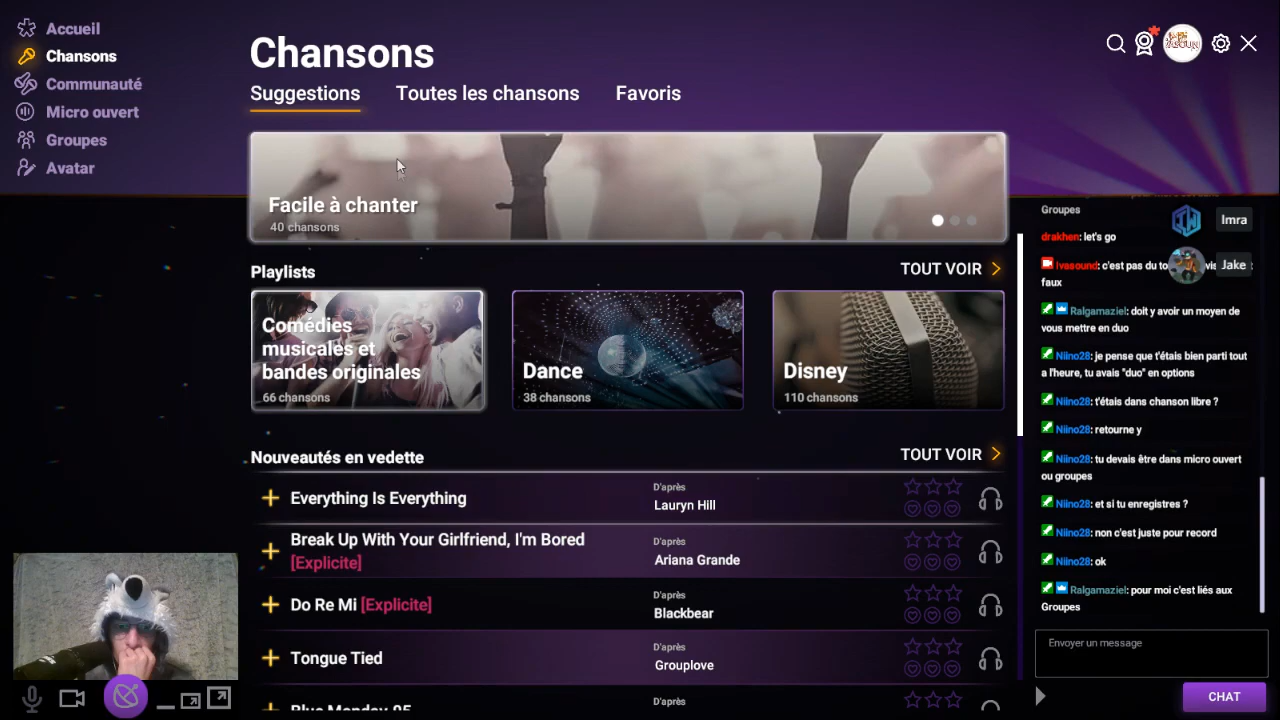 Accueil
Chansons
Communauté
Micro ouvert
Groupes
Avatar
Chansons
Suggestions
Toutes les chansons
Favoris
Facile à chanter
40 chansons
Playlists
TOUT VOIR
Comédies
musicales et
bandes originales
66 chansons
Dance
38 chansons
Disney
110 chansons
Nouveautés en vedette
TOUT VOIR
Everything Is Everything
D'après
Lauryn Hill
Break Up With Your Girlfriend, I'm Bored
[Explicite]
D'après
Ariana Grande
Do Re Mi [Explicite]
D'après
Blackbear
Tongue Tied
D'après
Grouplove
D'après
Groupes
Imra
drakhen: let's go
Jake
Ivasound: c'est pas du
faux
Ralgamaziel: doit y avoir un moyen de
vous mettre en duo
Niino28: je pense que t'étais bien parti tout
a l'heure, tu avais "duo" en options
Niino28: t'étais dans chanson libre ?
Niino28: retourne y
Niino28: tu devais être dans micro ouvert
ou groupes
Niino28: et si tu enregistres ?
Niino28: non c'est juste pour record
Niino28: ok
Ralgamaziel: pour moi c'est liés aux
Groupes
Envoyer un message
CHAT